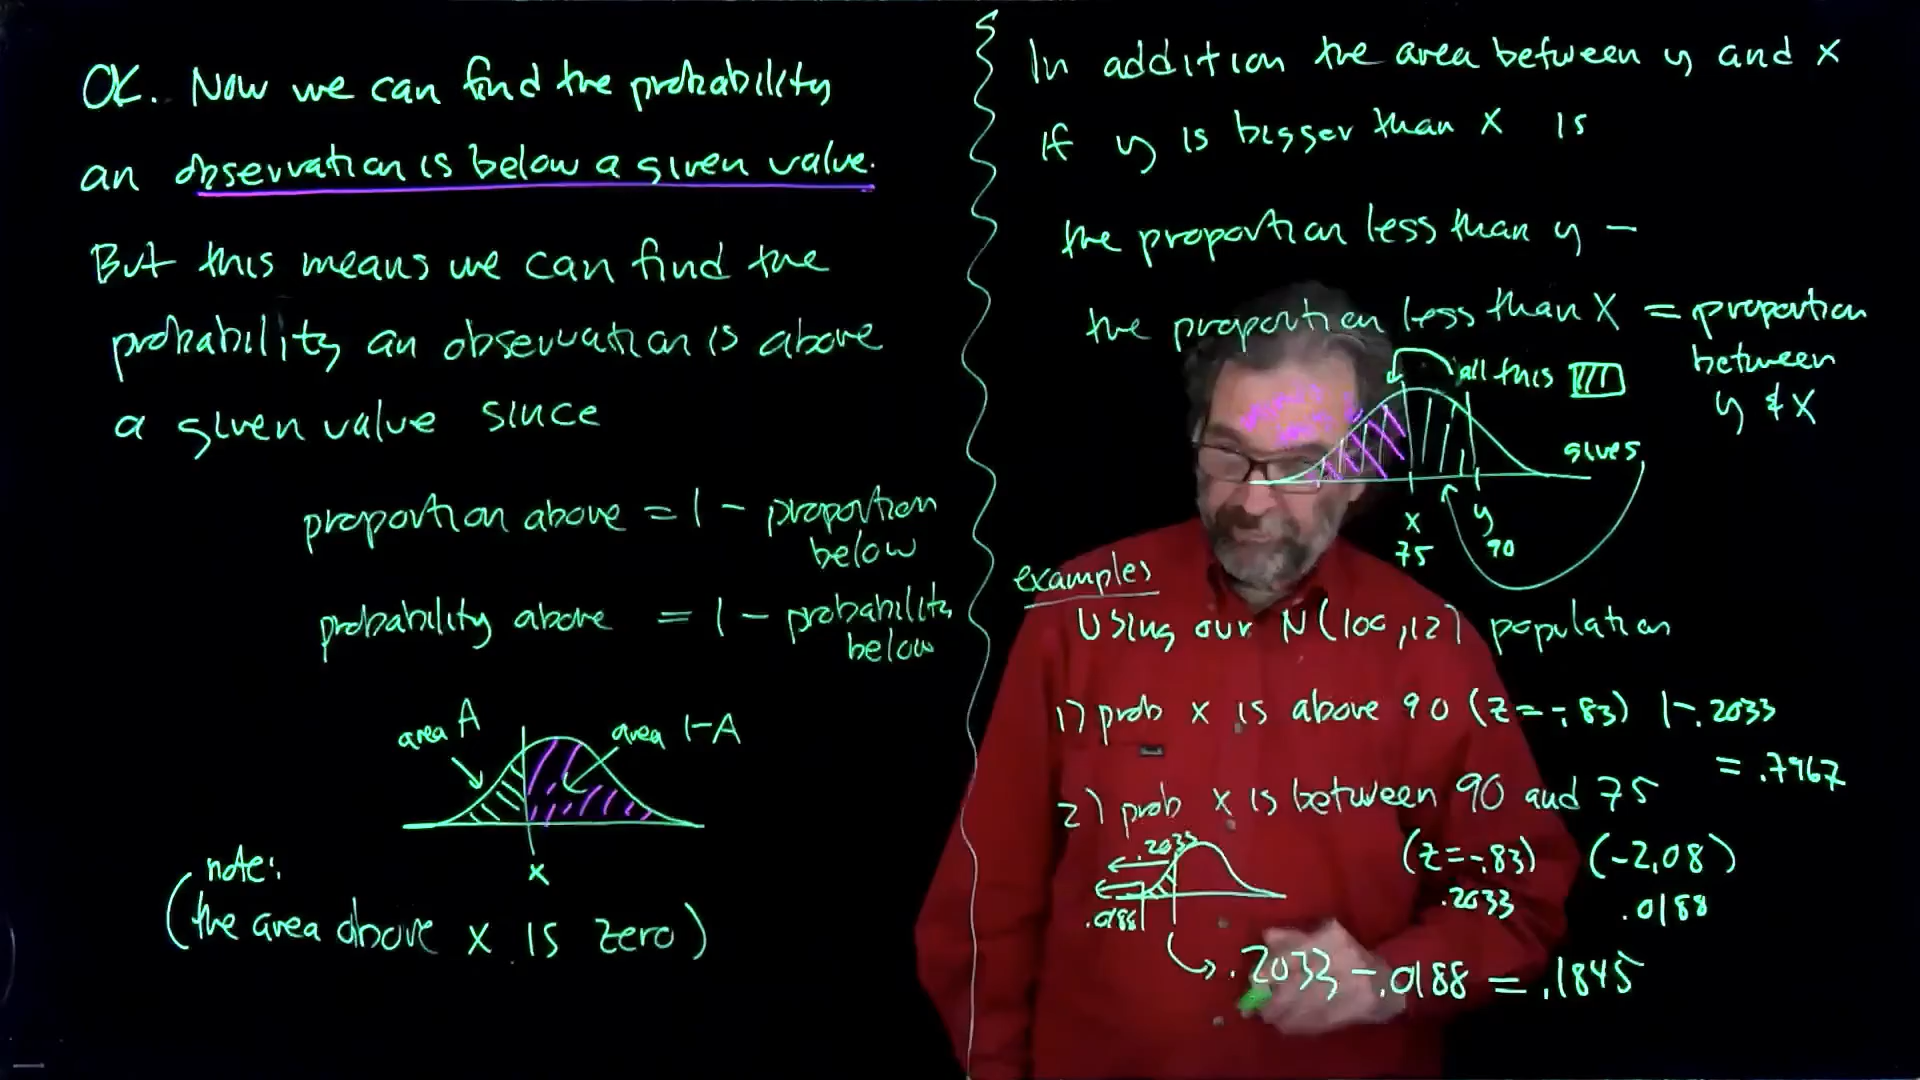 OK. Now we can find the probability
an observation is below a given value.
But this means we can find the
probability an observation is above
a given value since
proportion above = 1 - proportion
below
probability above = 1 - probability
below
area A
area 1-A
x
note:
(the area above x is zero)
In addition the area between y and x
if y is bigger than x is
the proportion less than y -
the proportion less than x = proportion
between
y & x
all this
gives
x
y
75
90
examples
Using our N(100,12) population
1) prob x is above 90 (z=-.83) 1-.2033
= .7967
2) prob x is between 90 and 75
(z=-.83) (-2.08)
.2033 .0188
.2033
.0188
.2033 - .0188 = .1845